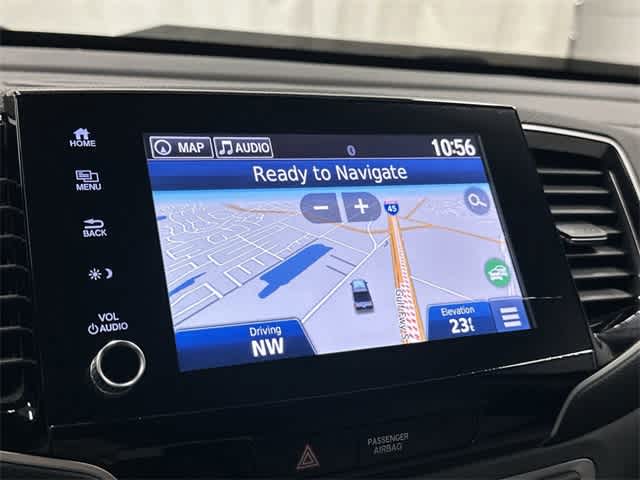 HOME
MENU
BACK
VOL
AUDIO
MAP
AUDIO
10:56
Ready to Navigate
45
Driving
NW
Elevation
PASSENGER
AIRBAG